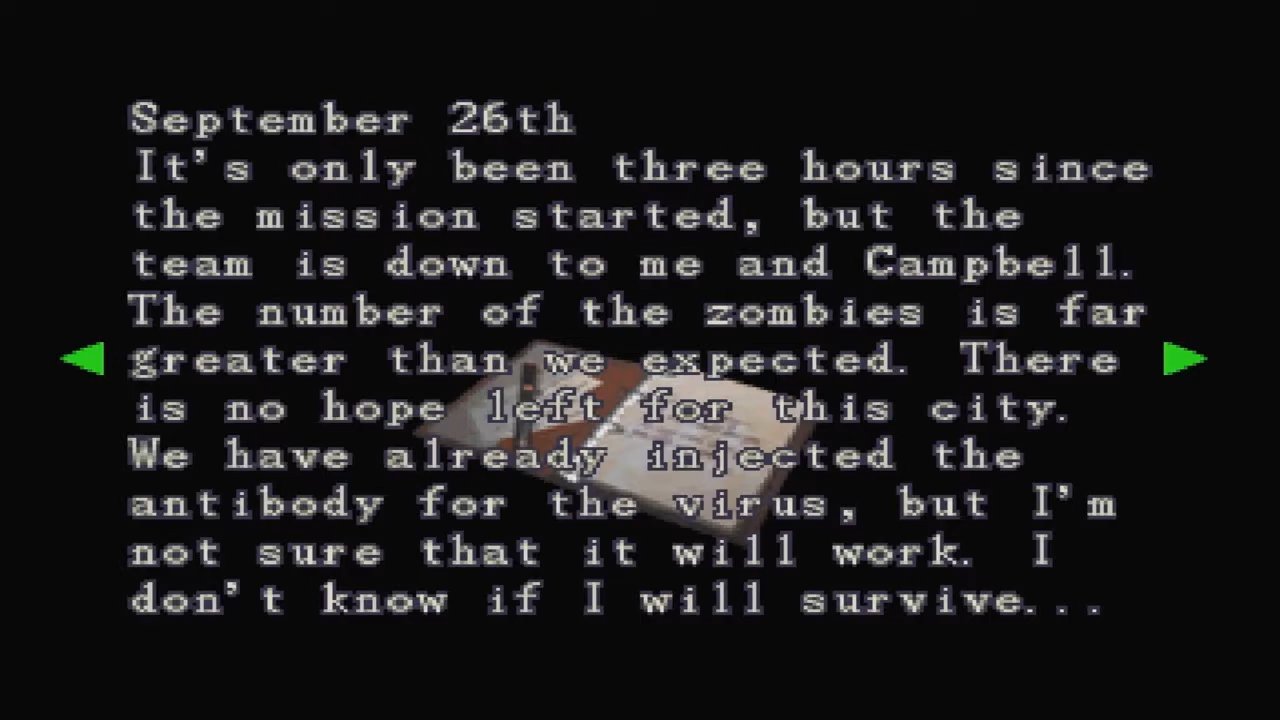 September 26th
It's only been three hours since
the mission started, but the
team is down to me and Campbell.
The number of the zombies is far
greater than we expected. There
is no hope left for this city.
We have already injected the
antibody for the virus, but I'm
not sure that it will work. I
don't know if I will survive...